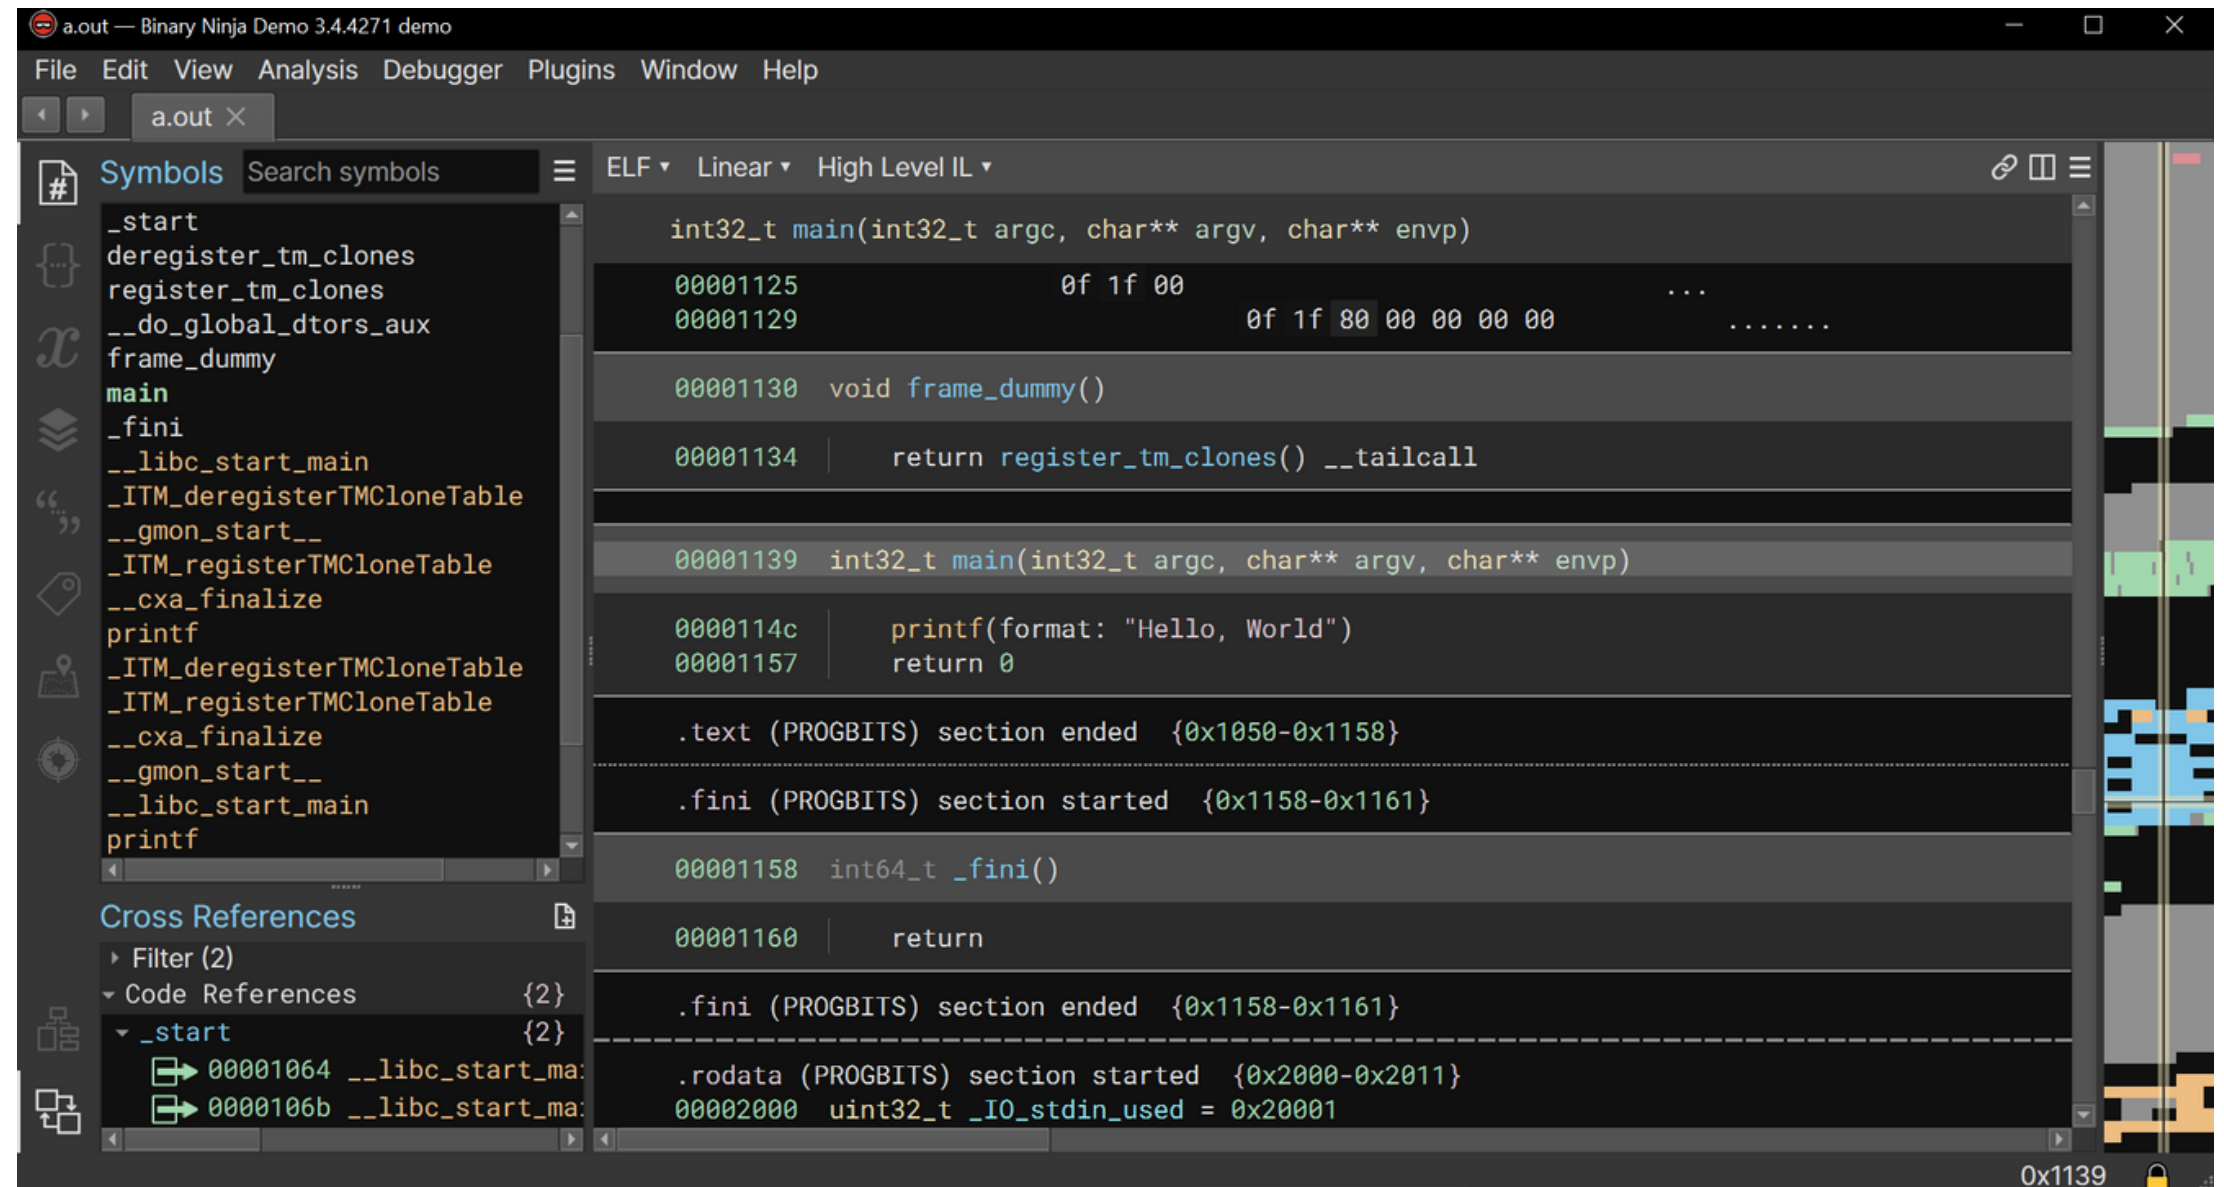 a.out — Binary Ninja Demo 3.4.4271 demo
File Edit View Analysis Debugger Plugins Window Help
a.out
Symbols Search symbols
_start
deregister_tm_clones
register_tm_clones
__do_global_dtors_aux
frame_dummy
main
_fini
__libc_start_main
_ITM_deregisterTMCloneTable
__gmon_start__
_ITM_registerTMCloneTable
__cxa_finalize
printf
_ITM_deregisterTMCloneTable
_ITM_registerTMCloneTable
__cxa_finalize
__gmon_start__
__libc_start_main
printf
Cross References
Filter (2)
Code References {2}
_start {2}
00001064 __libc_start_ma
0000106b __libc_start_ma
ELF Linear High Level IL
int32_t main(int32_t argc, char** argv, char** envp)
00001125 0f 1f 00 ...
00001129 0f 1f 80 00 00 00 00 .......
00001130 void frame_dummy()
00001134 return register_tm_clones() __tailcall
00001139 int32_t main(int32_t argc, char** argv, char** envp)
0000114c printf(format: "Hello, World")
00001157 return 0
.text (PROGBITS) section ended {0x1050-0x1158}
.fini (PROGBITS) section started {0x1158-0x1161}
00001158 int64_t _fini()
00001160 return
.fini (PROGBITS) section ended {0x1158-0x1161}
.rodata (PROGBITS) section started {0x2000-0x2011}
00002000 uint32_t _IO_stdin_used = 0x20001
0x1139